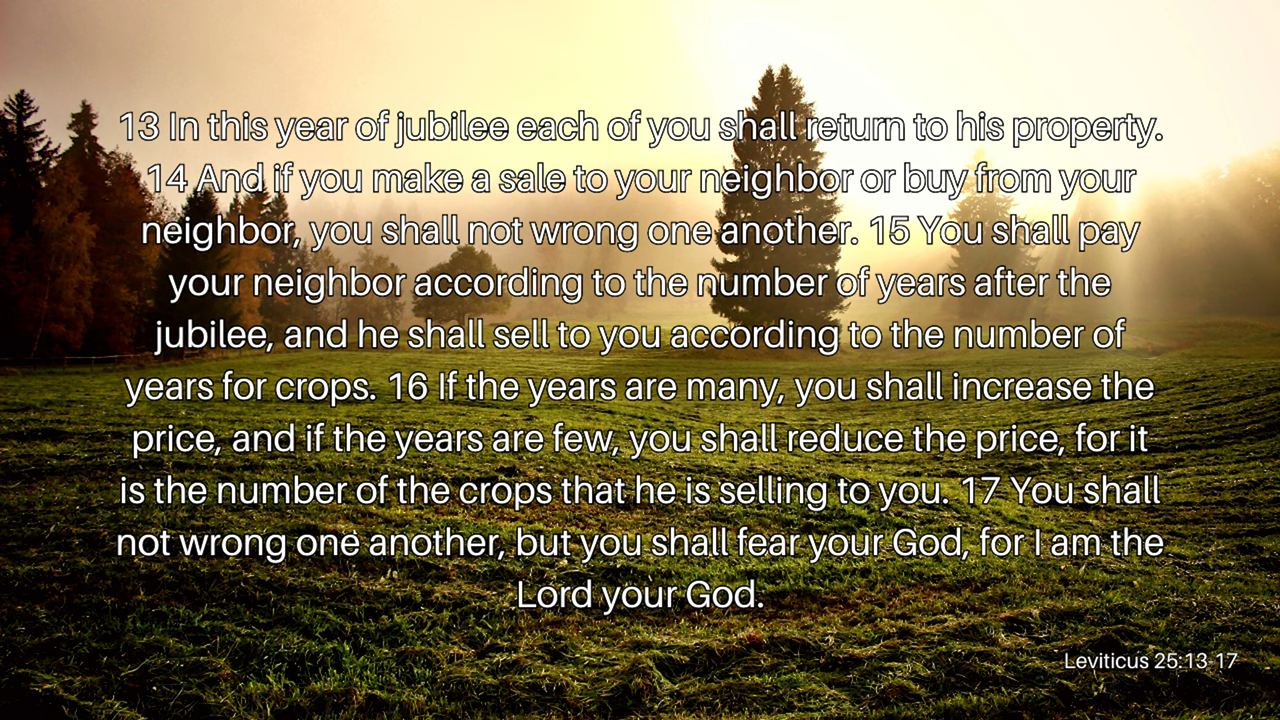 13 In this year of jubilee each of you shall return to his property.
14 And if you make a sale to your neighbor or buy from your
neighbor, you shall not wrong one another. 15 You shall pay
your neighbor according to the number of years after the
jubilee, and he shall sell to you according to the number of
years for crops. 16 If the years are many, you shall increase the
price, and if the years are few, you shall reduce the price, for it
is the number of the crops that he is selling to you. 17 You shall
not wrong one another, but you shall fear your God, for I am the
Lord your God.
Leviticus 25:13-17